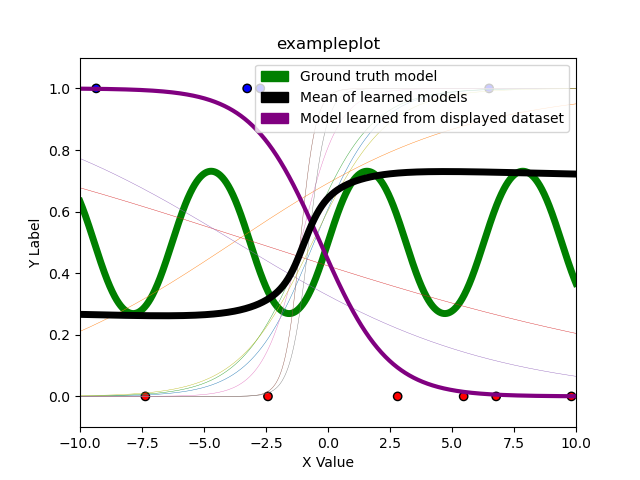 exampleplot
Ground truth model
Mean of learned models
Model learned from displayed dataset
Y Label
1.0
0.8
0.6
0.4
0.2
0.0
−10.0 −7.5 −5.0 −2.5 0.0 2.5 5.0 7.5 10.0
X Value